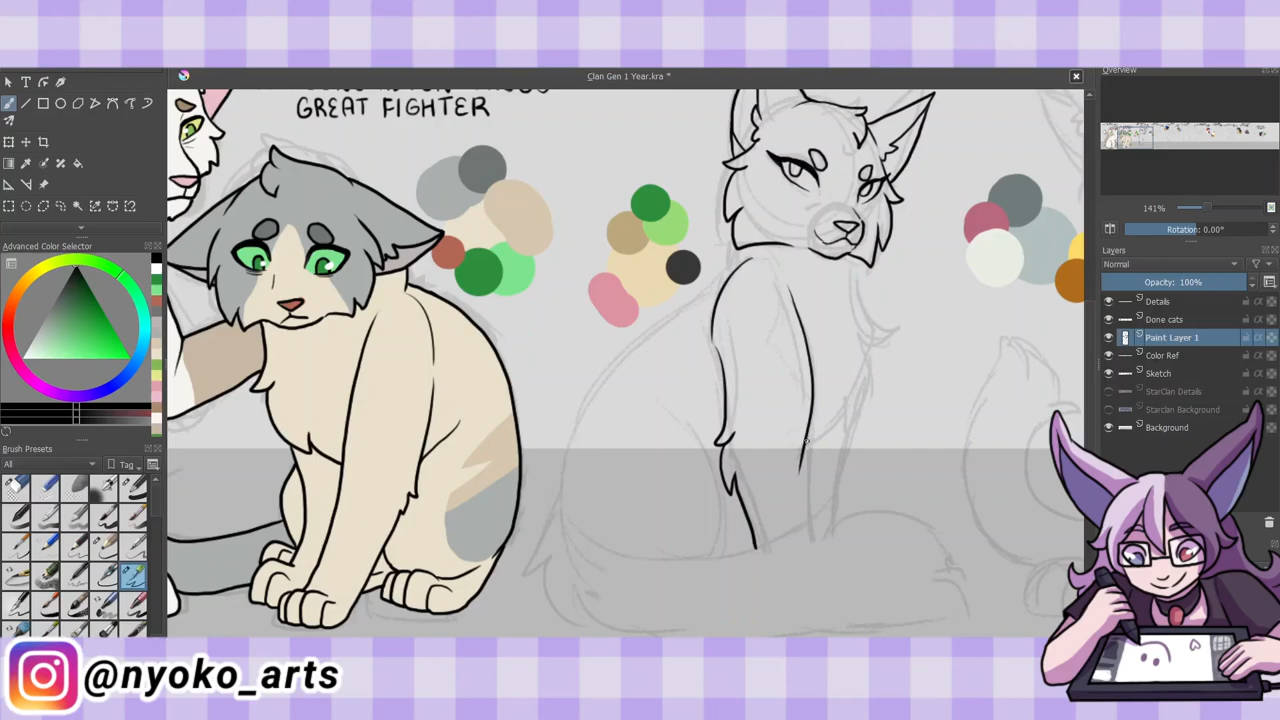 Clan Gen 1 Year.kra *
GREAT FIGHTER
Advanced Color Selector
Brush Presets
All
Tag
Overview
141%
Rotation: 0.00°
Layers
Normal
Opacity: 100%
Details
Done cats
Paint Layer 1
Color Ref
Sketch
StarClan Details
Starclan Background
Background
@nyoko_arts